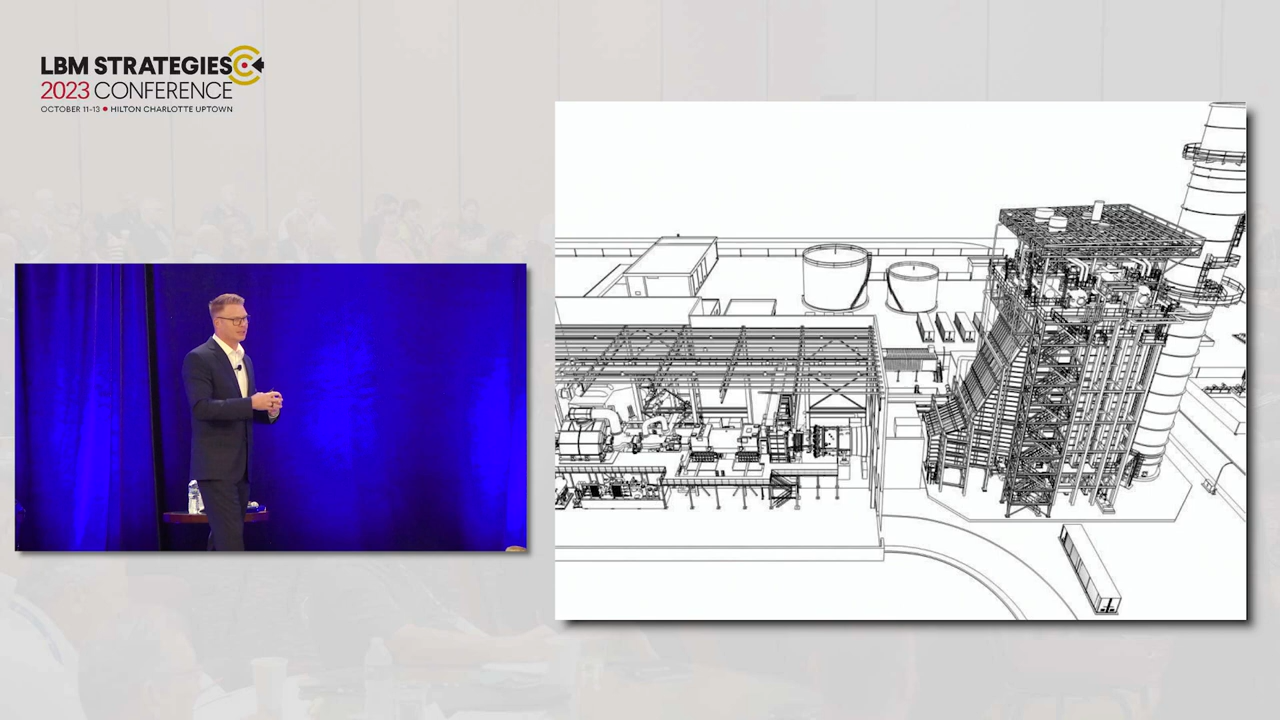 LBM STRATEGIES
2023 CONFERENCE
OCTOBER 11-13 • HILTON CHARLOTTE UPTOWN